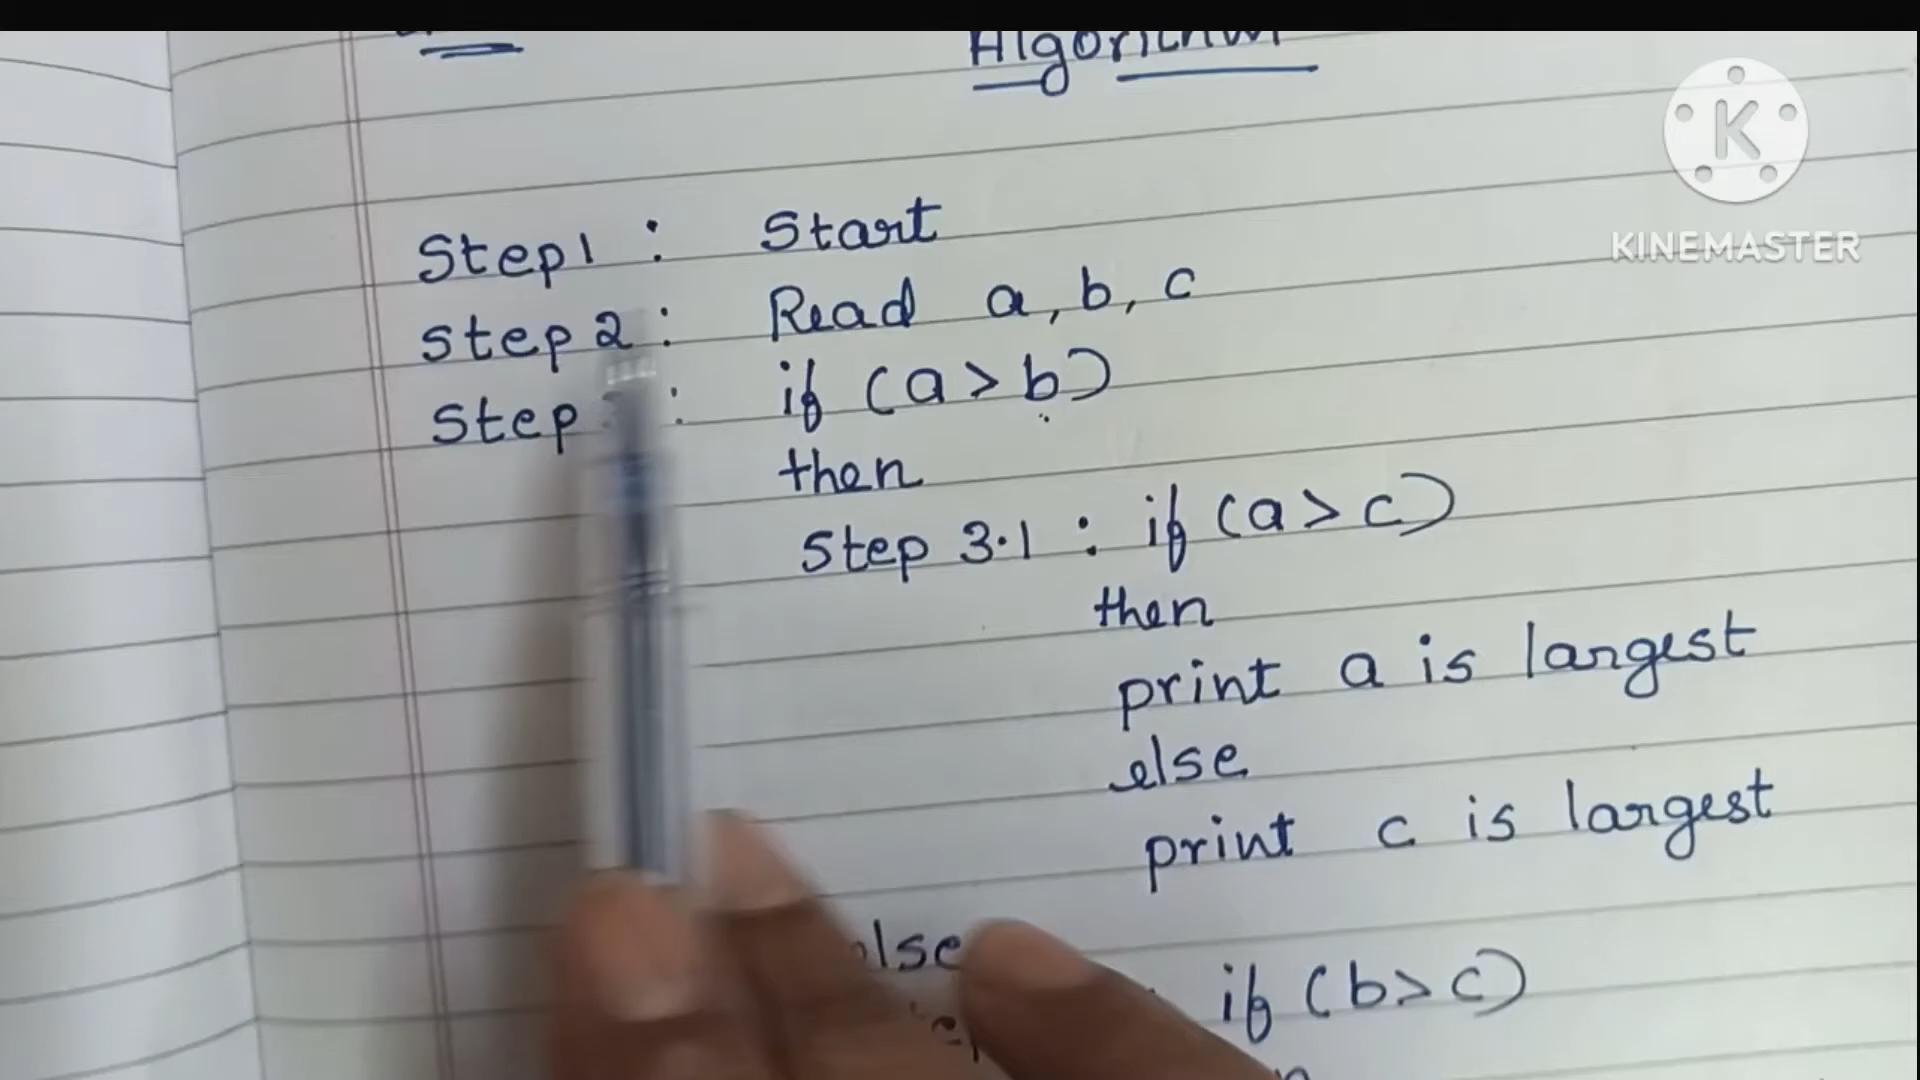 Algorithm
K
KINEMASTER
Step1 : Start
Step2 : Read a, b, c
Step : if (a > b)
then
Step 3.1 : if (a > c)
then
print a is largest
else
print c is largest
else
if (b > c)